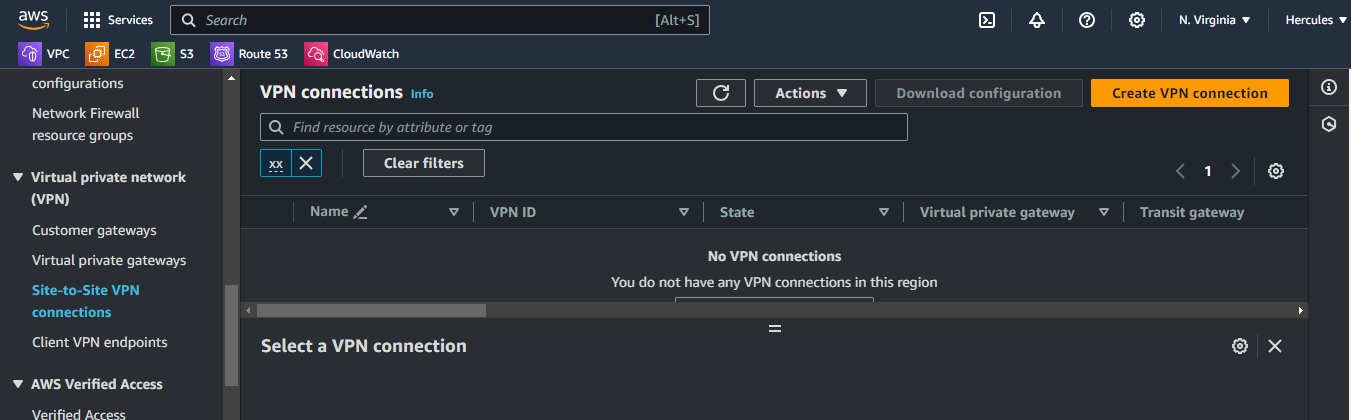 aws
Services
Search
[Alt+S]
N. Virginia
Hercules
VPC
EC2
S3
Route 53
CloudWatch
configurations
Network Firewall
resource groups
Virtual private network
(VPN)
Customer gateways
Virtual private gateways
Site-to-Site VPN
connections
Client VPN endpoints
AWS Verified Access
Verified Access
VPN connections
Info
Actions
Download configuration
Create VPN connection
Find resource by attribute or tag
xx
Clear filters
1
Name
VPN ID
State
Virtual private gateway
Transit gateway
No VPN connections
You do not have any VPN connections in this region
Select a VPN connection